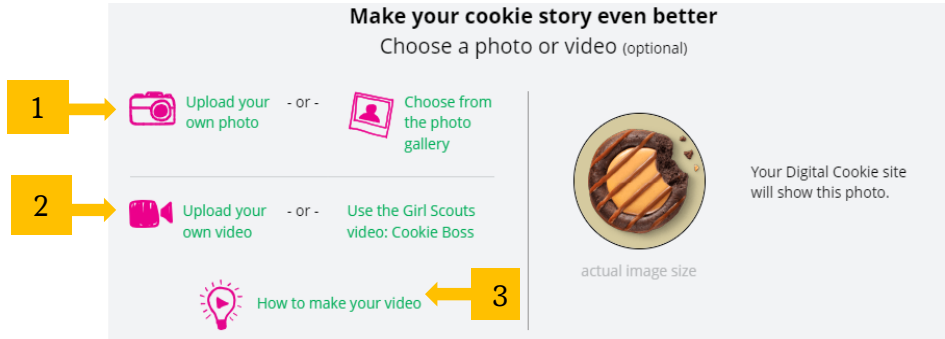 Make your cookie story even better
Choose a photo or video (optional)
1
Upload your
own photo
- or -
Choose from
the photo
gallery
2
Upload your
own video
- or -
Use the Girl Scouts
video: Cookie Boss
How to make your video
3
Your Digital Cookie site
will show this photo.
actual image size